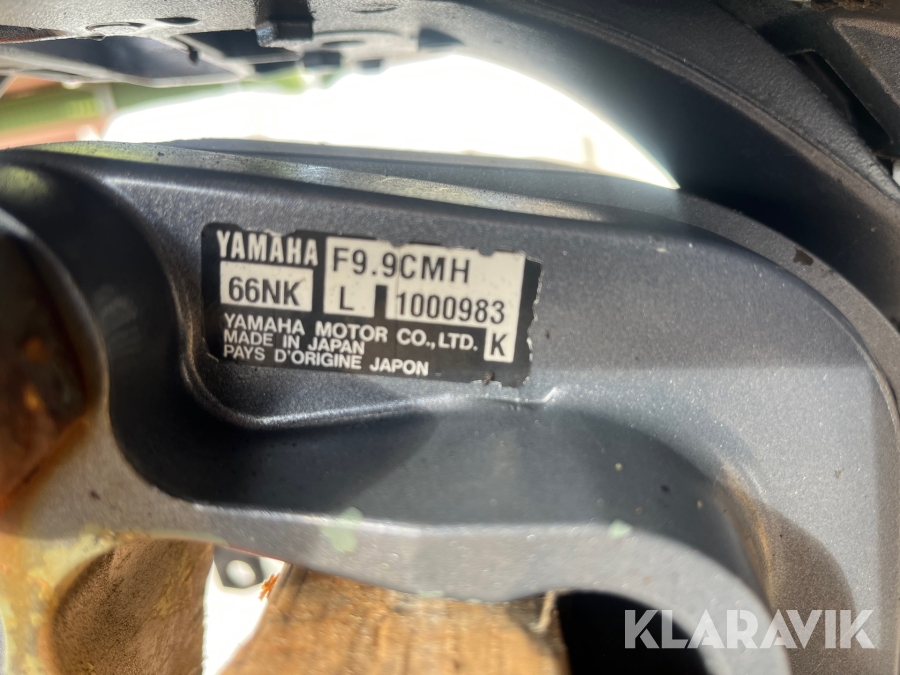 YAMAHA F9.9CMH
66NK L 1000983
YAMAHA MOTOR CO.,LTD. K
MADE IN JAPAN
PAYS D'ORIGINE JAPON
KLARAVIK